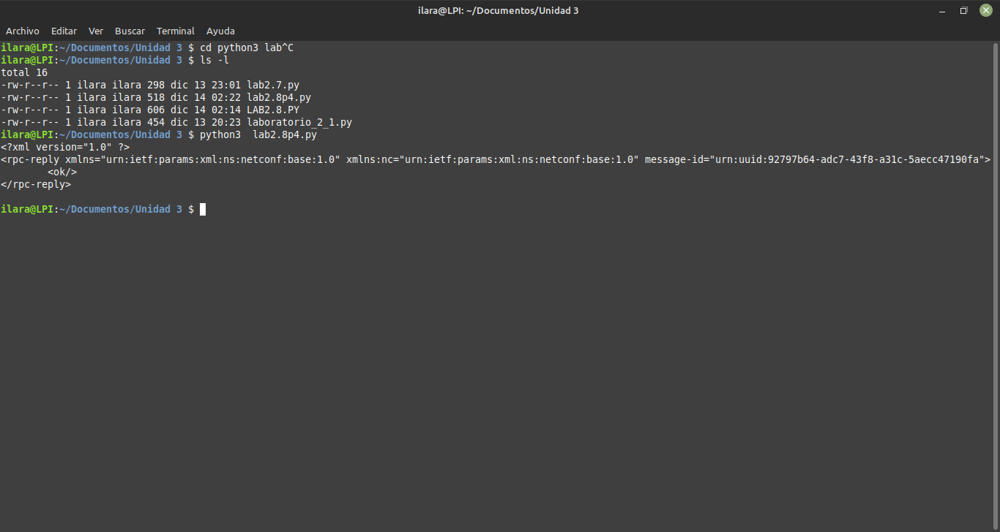 ilara@LPI: ~/Documentos/Unidad 3
Archivo Editar Ver Buscar Terminal Ayuda
ilara@LPI:~/Documentos/Unidad 3 $ cd python3 lab^C
ilara@LPI:~/Documentos/Unidad 3 $ ls -l
total 16
-rw-r--r-- 1 ilara ilara 298 dic 13 23:01 lab2.7.py
-rw-r--r-- 1 ilara ilara 518 dic 14 02:22 lab2.8p4.py
-rw-r--r-- 1 ilara ilara 606 dic 14 02:14 LAB2.8.PY
-rw-r--r-- 1 ilara ilara 454 dic 13 20:23 laboratorio_2_1.py
ilara@LPI:~/Documentos/Unidad 3 $ python3  lab2.8p4.py
<?xml version="1.0" ?>
<rpc-reply xmlns="urn:ietf:params:xml:ns:netconf:base:1.0" xmlns:nc="urn:ietf:params:xml:ns:netconf:base:1.0" message-id="urn:uuid:92797b64-adc7-43f8-a31c-5aecc47190fa">
        <ok/>
</rpc-reply>
ilara@LPI:~/Documentos/Unidad 3 $